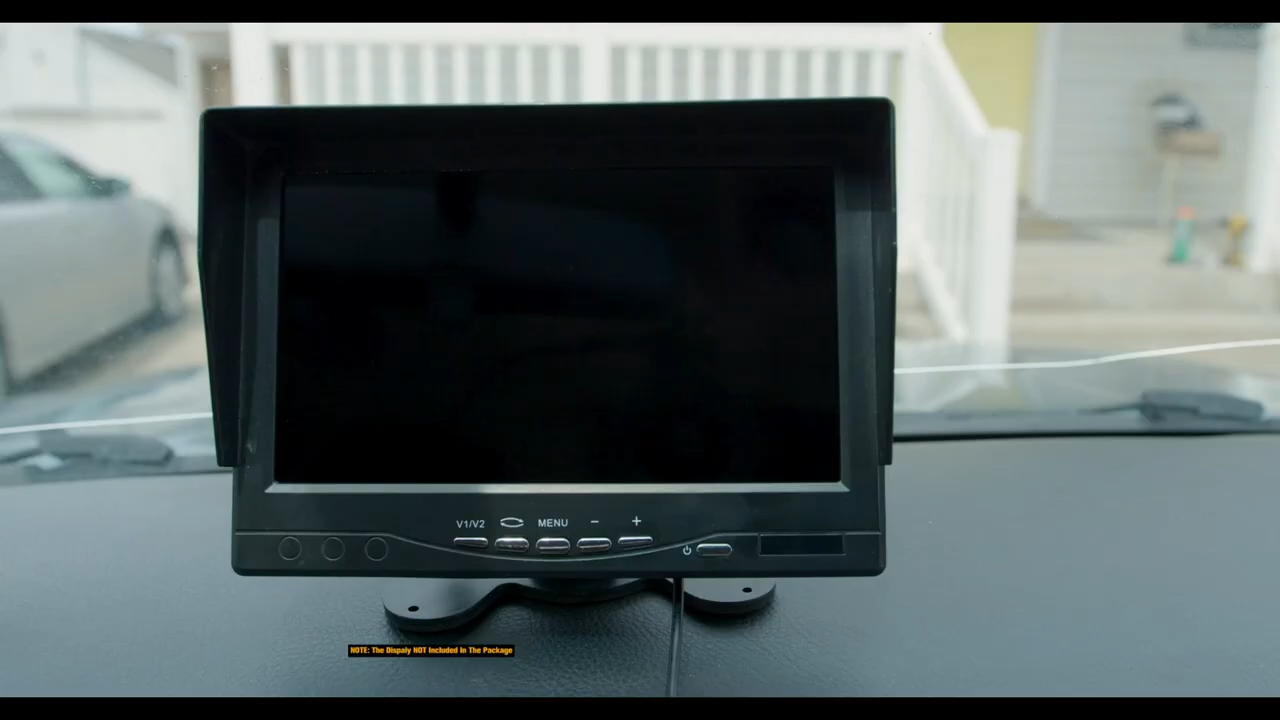 V1/V2 MENU − +
NOTE: The Dispaly NOT Included In The Package